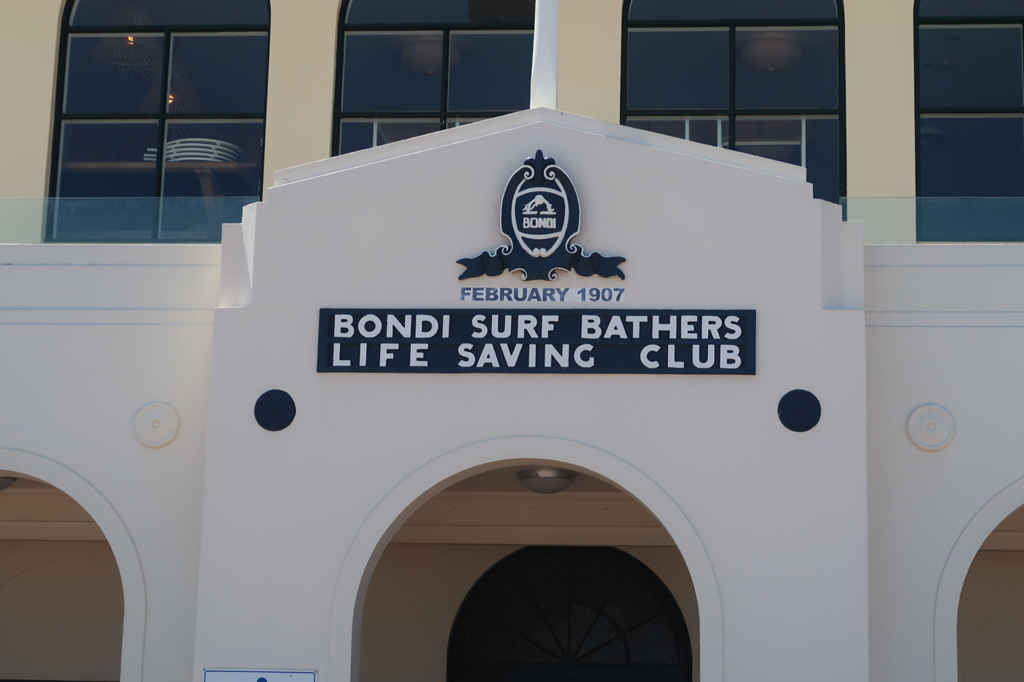 BONDI
FEBRUARY 1907
BONDI SURF BATHERS
LIFE SAVING CLUB